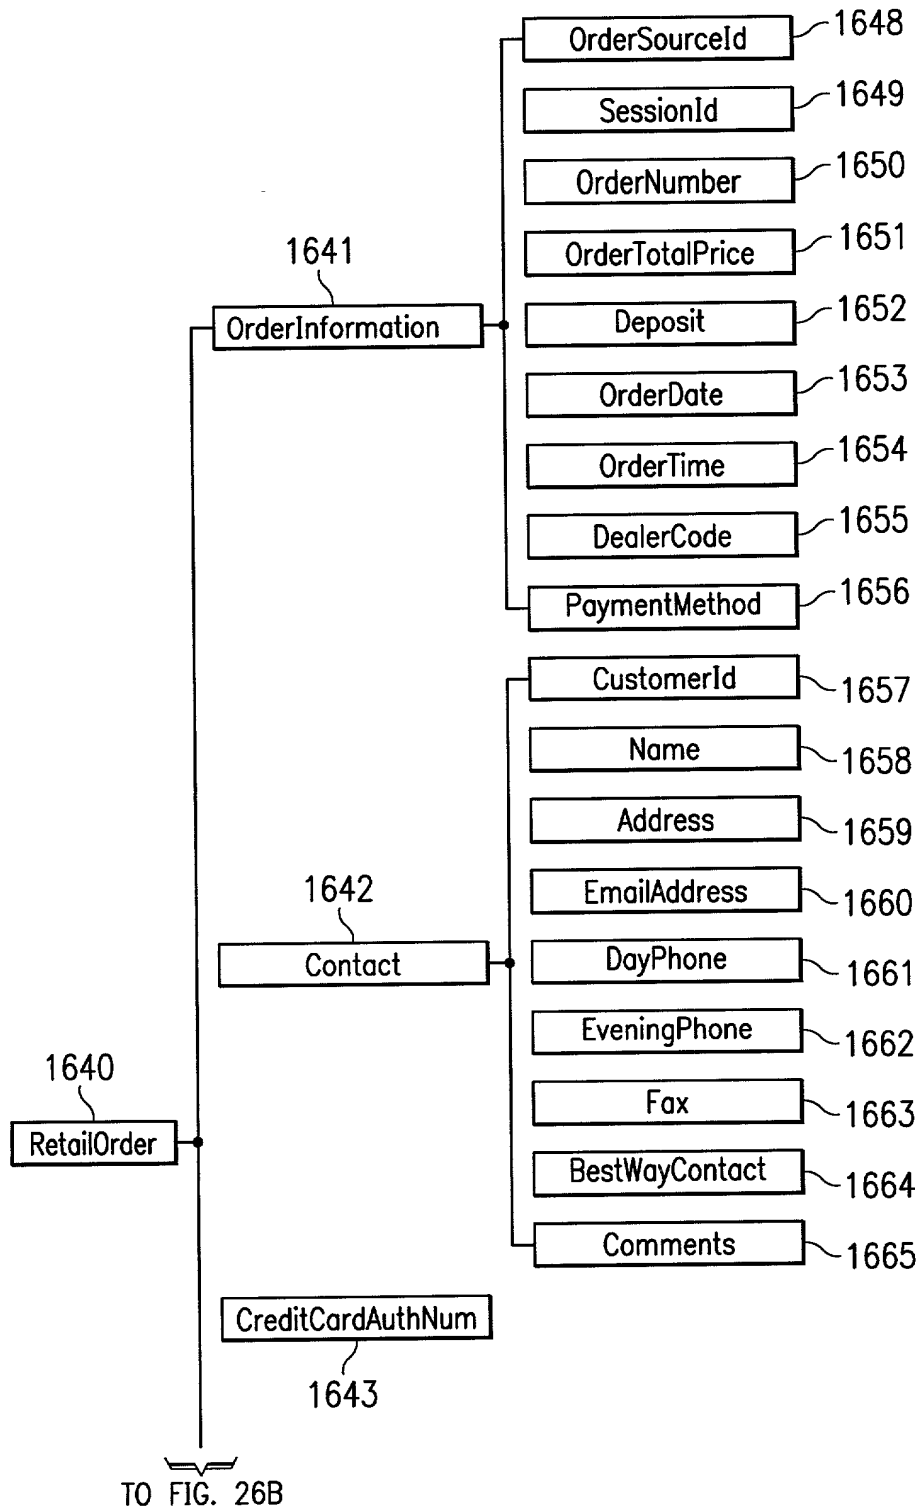 OrderSourceId 1648
SessionId 1649
OrderNumber 1650
OrderTotalPrice 1651
1641
OrderInformation
Deposit 1652
OrderDate 1653
OrderTime 1654
DealerCode 1655
PaymentMethod 1656
CustomerId 1657
Name 1658
Address 1659
1642
EmailAddress 1660
Contact
DayPhone 1661
EveningPhone 1662
1640
RetailOrder
Fax 1663
BestWayContact 1664
Comments 1665
CreditCardAuthNum
1643
TO FIG. 26B